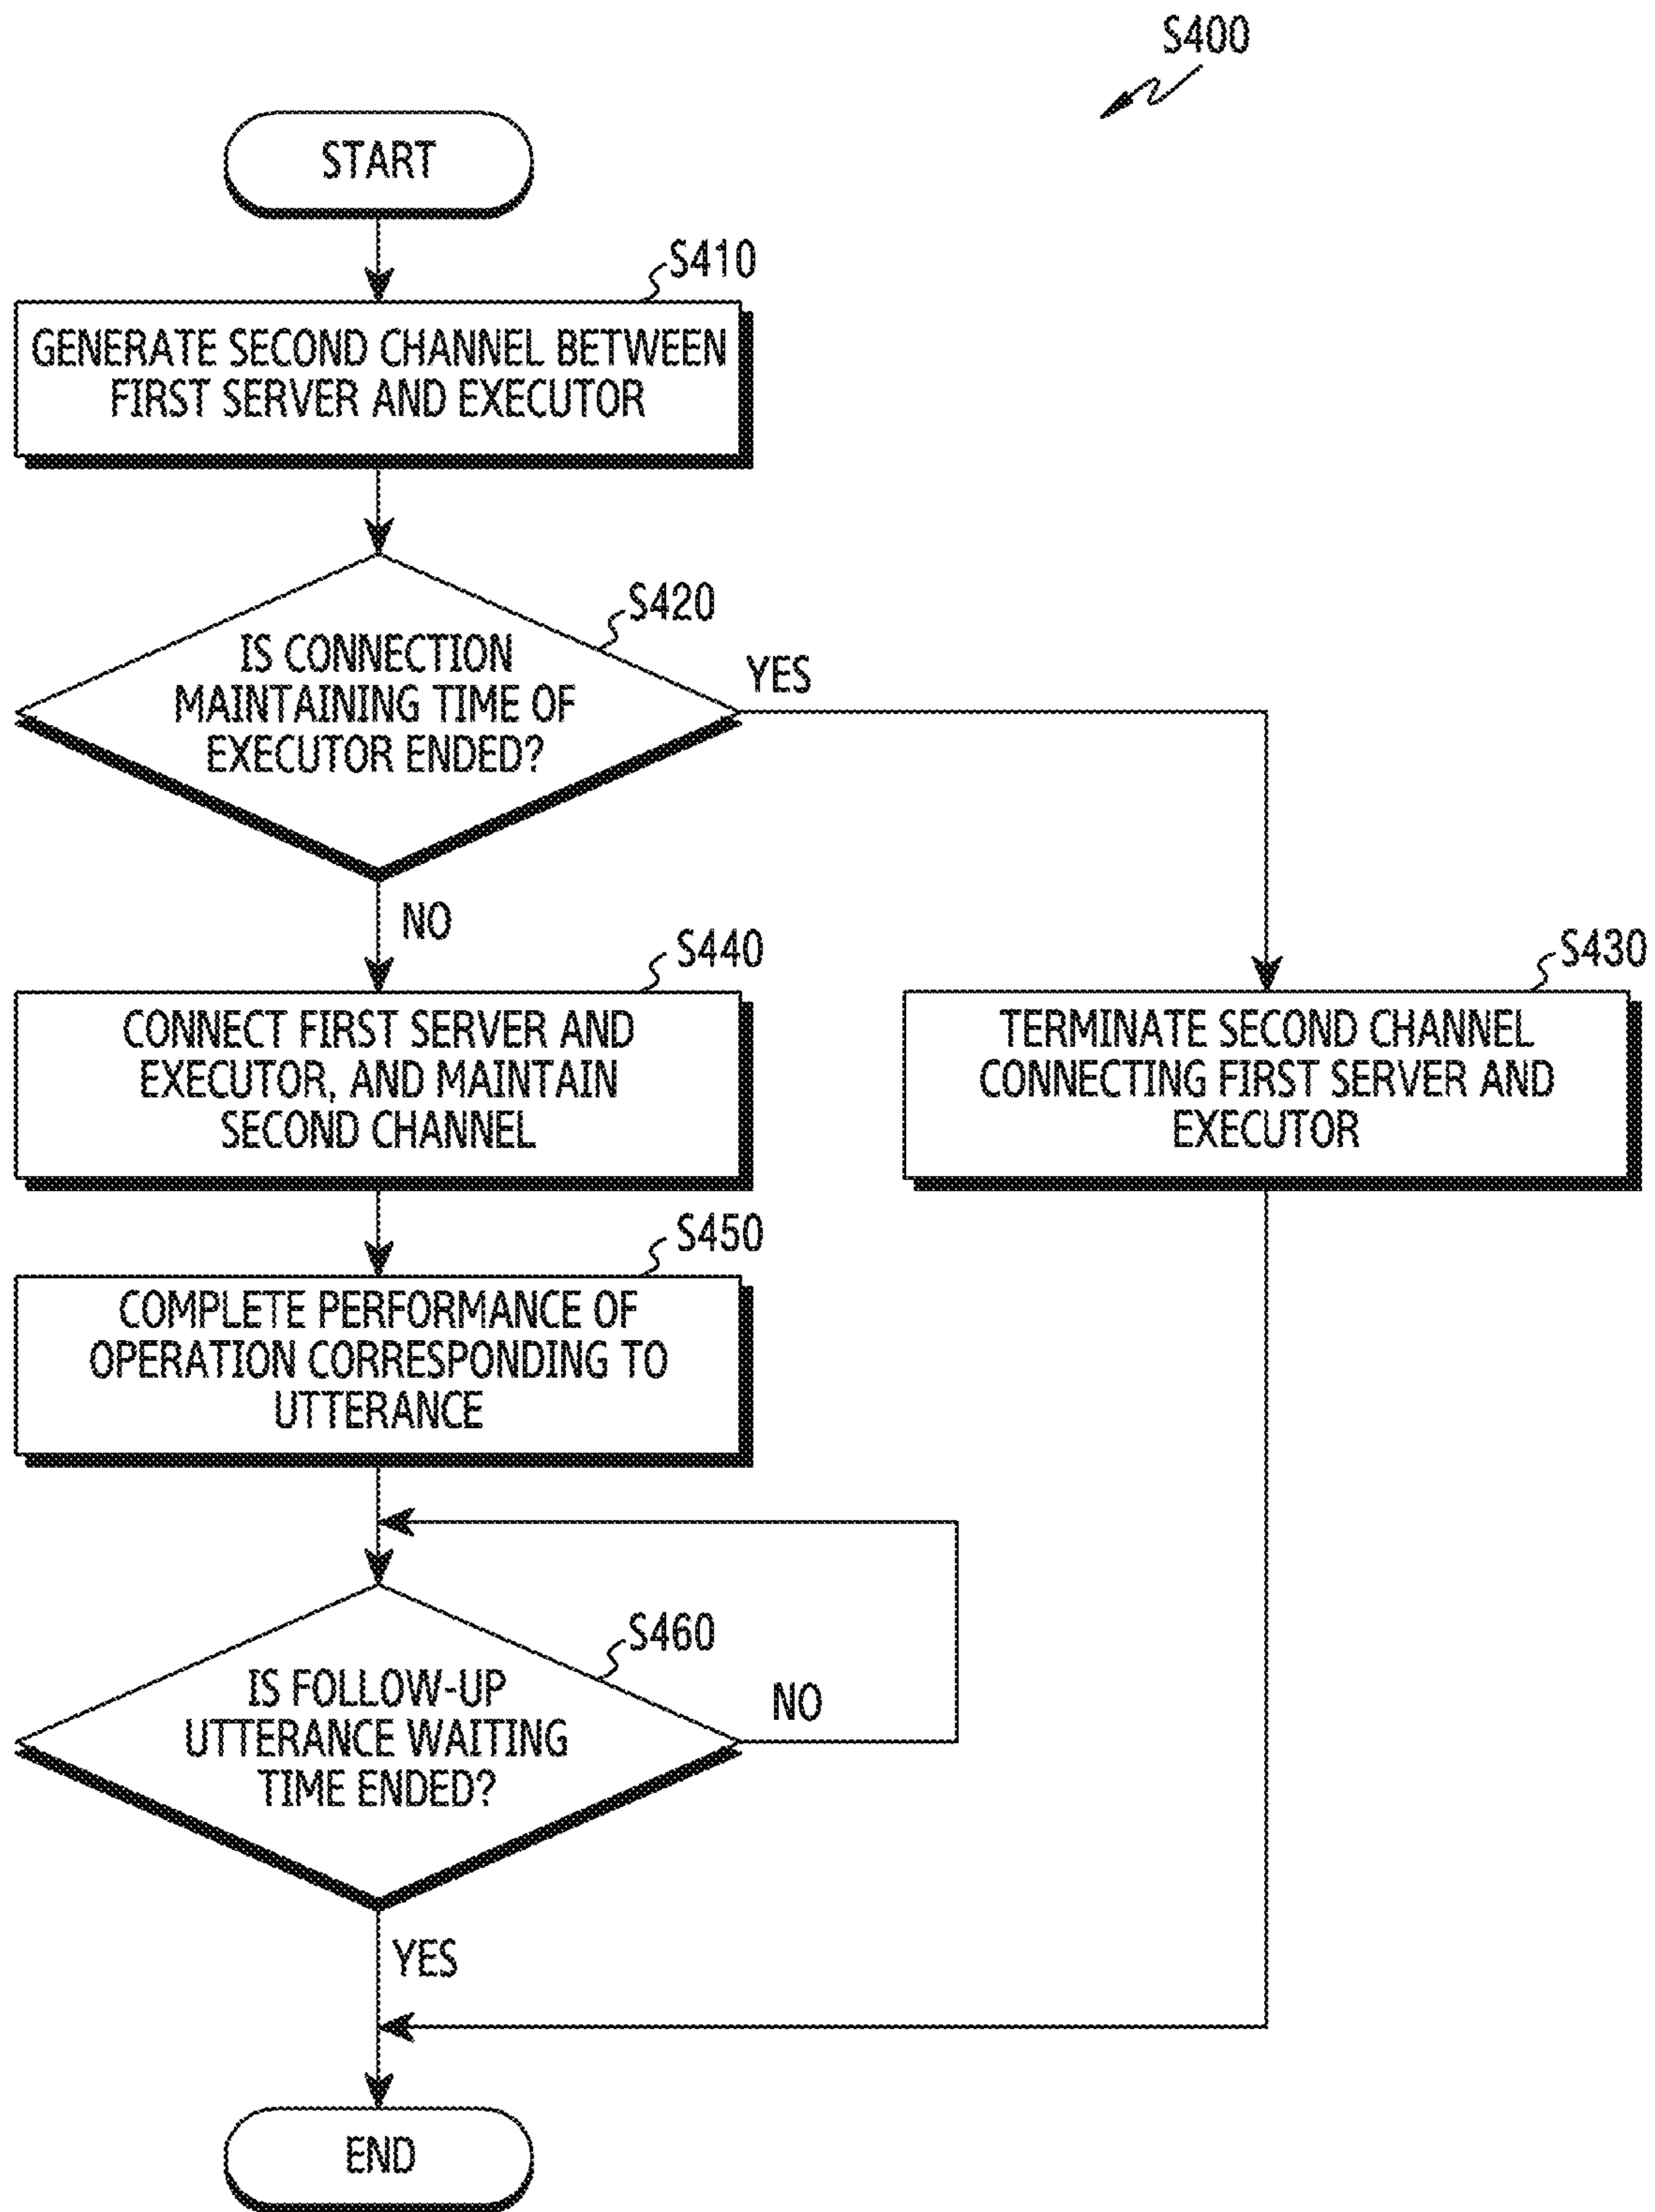 S400
START
S410
GENERATE SECOND CHANNEL BETWEEN
FIRST SERVER AND EXECUTOR
S420
IS CONNECTION
MAINTAINING TIME OF
EXECUTOR ENDED?
YES
NO
S440
CONNECT FIRST SERVER AND
EXECUTOR, AND MAINTAIN
SECOND CHANNEL
S430
TERMINATE SECOND CHANNEL
CONNECTING FIRST SERVER AND
EXECUTOR
S450
COMPLETE PERFORMANCE OF
OPERATION CORRESPONDING TO
UTTERANCE
S460
IS FOLLOW-UP
UTTERANCE WAITING
TIME ENDED?
NO
YES
END